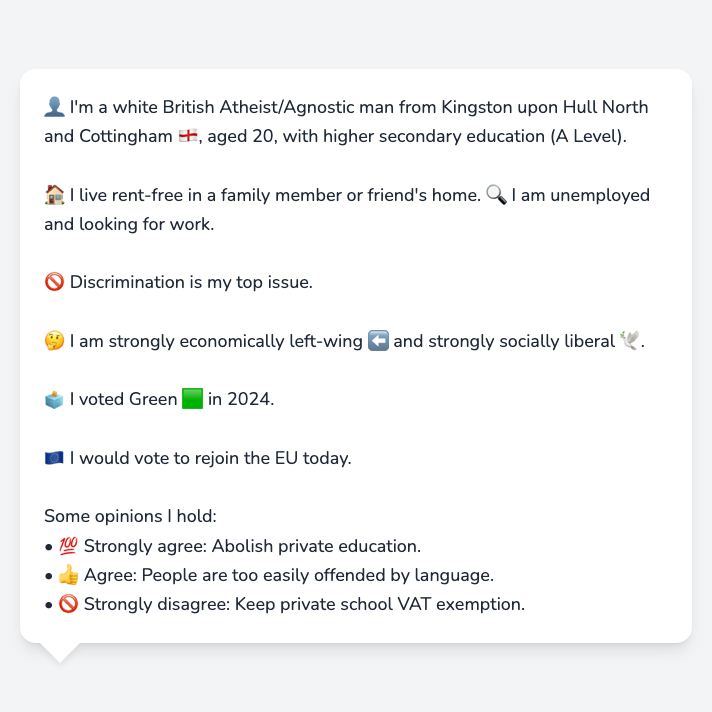 👤 I'm a white British Atheist/Agnostic man from Kingston upon Hull North
and Cottingham 🏴󠁧󠁢󠁥󠁮󠁧󠁿, aged 20, with higher secondary education (A Level).
🏠 I live rent-free in a family member or friend's home. 🔍 I am unemployed
and looking for work.
🚫 Discrimination is my top issue.
🤔 I am strongly economically left-wing ⬅️ and strongly socially liberal 🕊️.
🗳️ I voted Green 🟩 in 2024.
🇪🇺 I would vote to rejoin the EU today.
Some opinions I hold:
• 💯 Strongly agree: Abolish private education.
• 👍 Agree: People are too easily offended by language.
• 🚫 Strongly disagree: Keep private school VAT exemption.